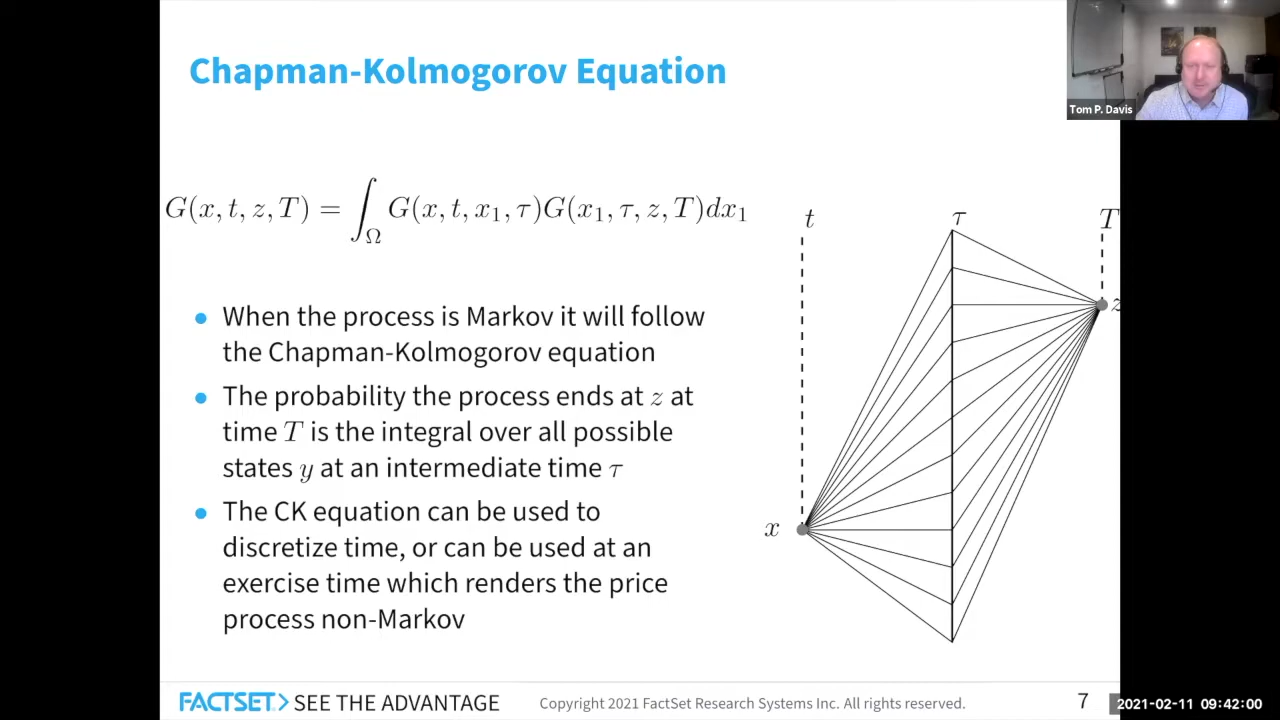 Chapman-Kolmogorov Equation
Tom P. Davis
G(x, t, z, T) = ∫_Ω G(x, t, x₁, τ)G(x₁, τ, z, T)dx₁
t
τ
T
z
x
When the process is Markov it will follow
the Chapman-Kolmogorov equation
The probability the process ends at z at
time T is the integral over all possible
states y at an intermediate time τ
The CK equation can be used to
discretize time, or can be used at an
exercise time which renders the price
process non-Markov
FACTSET SEE THE ADVANTAGE
Copyright 2021 FactSet Research Systems Inc. All rights reserved.
7
2021-02-11 09:42:00